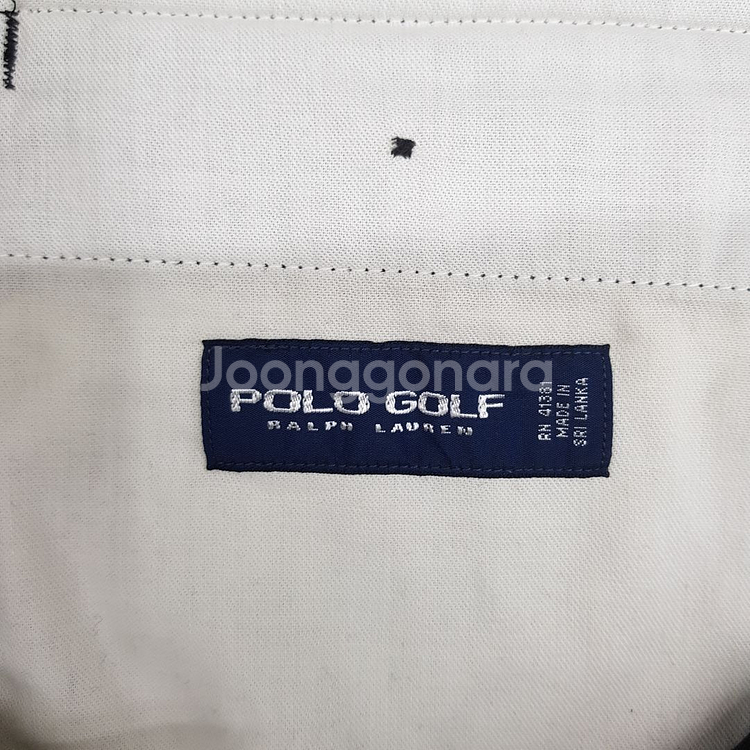 Joonggonara
POLO GOLF
RALPH LAUREN
RN 41381
MADE IN
SRI LANKA